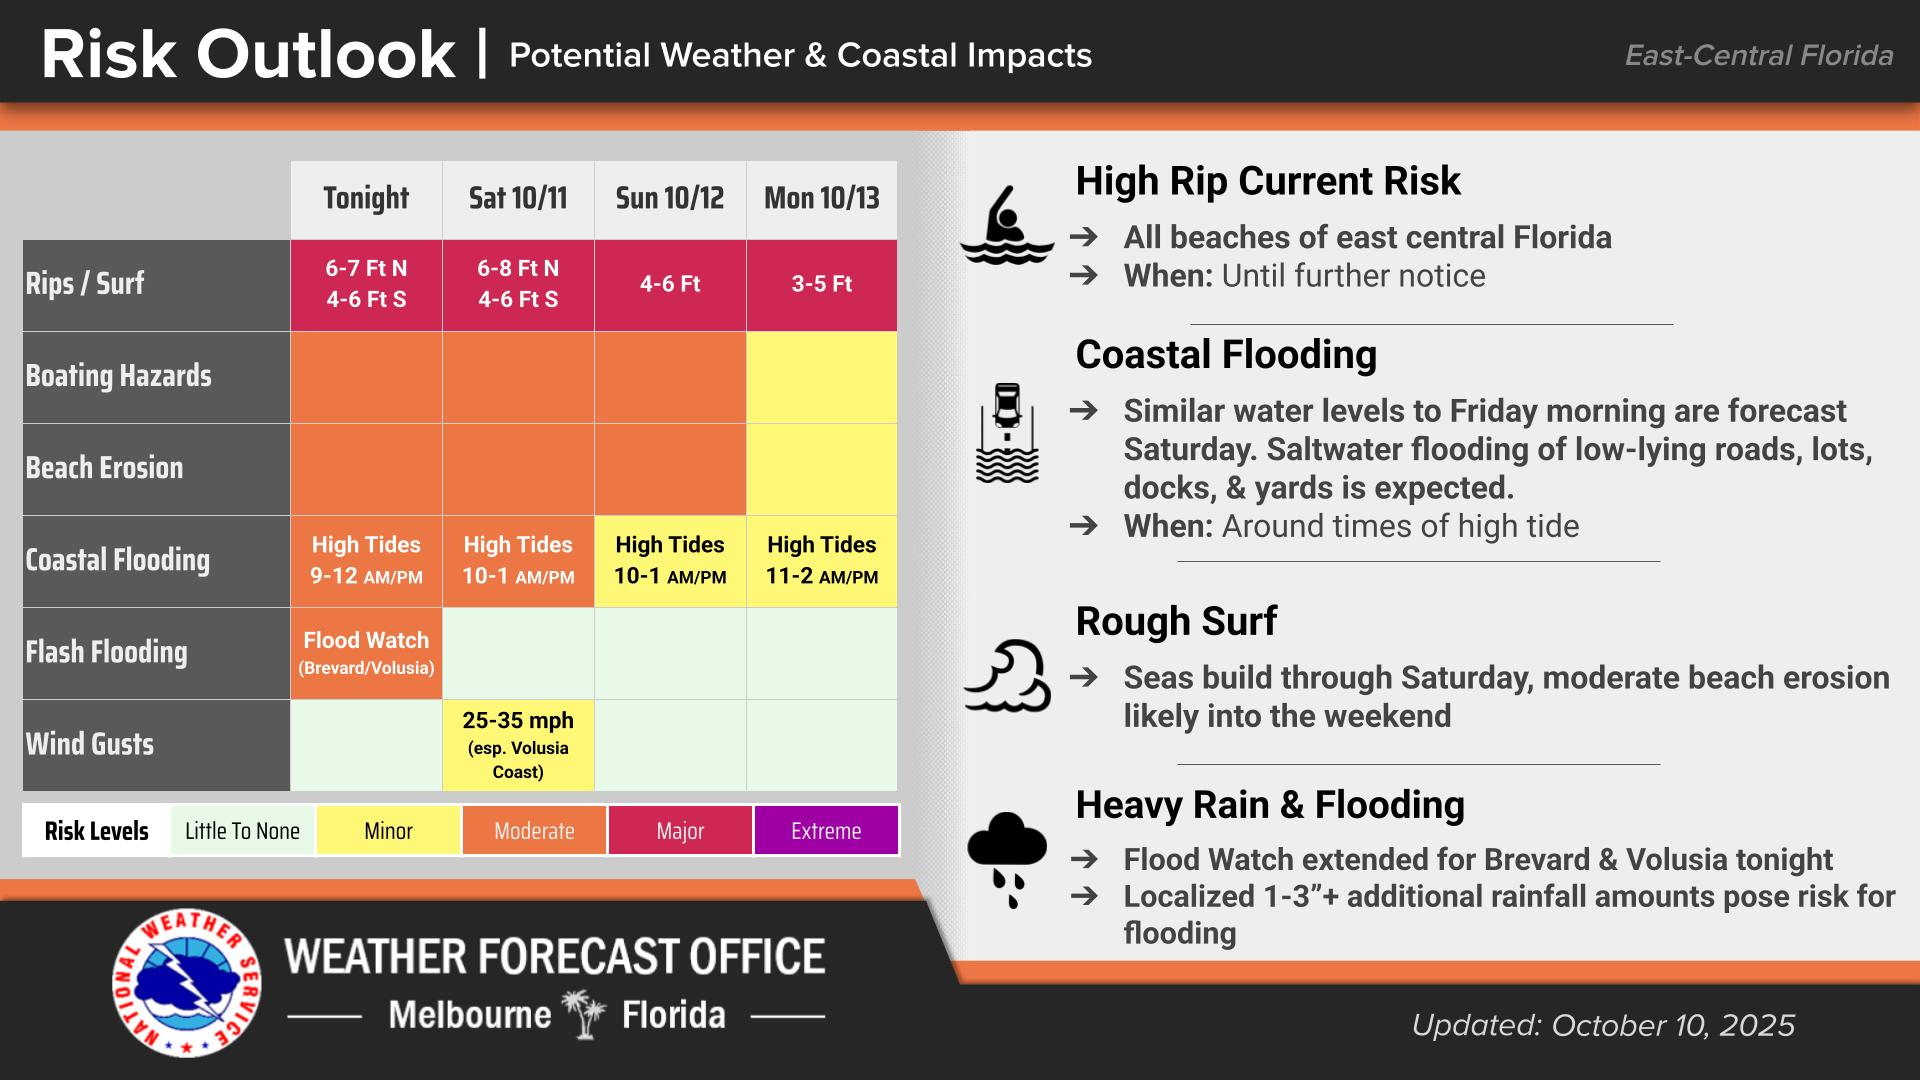 Risk Outlook | Potential Weather & Coastal Impacts
East-Central Florida
Tonight
Sat 10/11
Sun 10/12
Mon 10/13
Rips / Surf
6-7 Ft N
4-6 Ft S
6-8 Ft N
4-6 Ft S
4-6 Ft
3-5 Ft
Boating Hazards
Beach Erosion
Coastal Flooding
High Tides
9-12 AM/PM
High Tides
10-1 AM/PM
High Tides
10-1 AM/PM
High Tides
11-2 AM/PM
Flash Flooding
Flood Watch
(Brevard/Volusia)
Wind Gusts
25-35 mph
(esp. Volusia
Coast)
Risk Levels
Little To None
Minor
Moderate
Major
Extreme
High Rip Current Risk
➔ All beaches of east central Florida
➔ When: Until further notice
Coastal Flooding
➔ Similar water levels to Friday morning are forecast
Saturday. Saltwater flooding of low-lying roads, lots,
docks, & yards is expected.
➔ When: Around times of high tide
Rough Surf
➔ Seas build through Saturday, moderate beach erosion
likely into the weekend
Heavy Rain & Flooding
➔ Flood Watch extended for Brevard & Volusia tonight
➔ Localized 1-3”+ additional rainfall amounts pose risk for
flooding
NATIONAL WEATHER SERVICE
WEATHER FORECAST OFFICE
Melbourne Florida
Updated: October 10, 2025